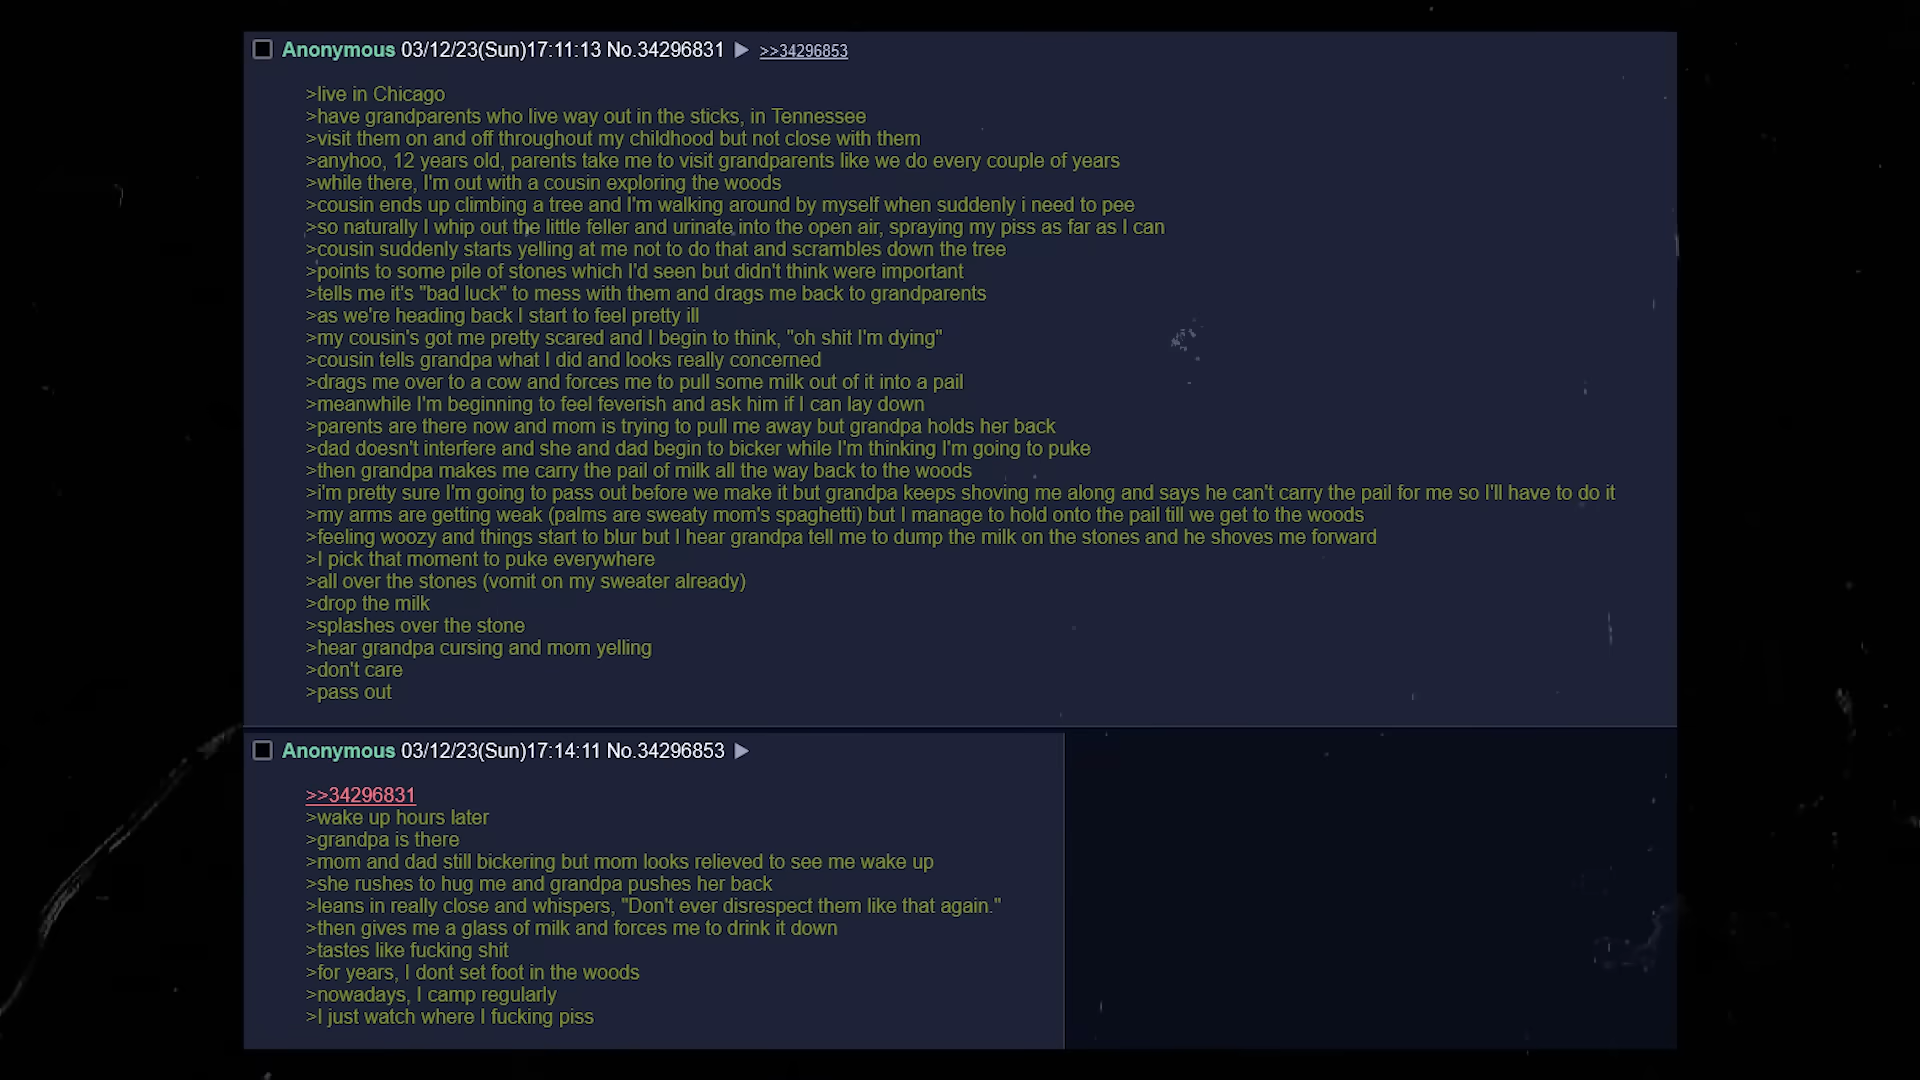 Anonymous 03/12/23(Sun)17:11:13 No.34296831 ▶ >>34296853
>live in Chicago
>have grandparents who live way out in the sticks, in Tennessee
>visit them on and off throughout my childhood but not close with them
>anyhoo, 12 years old, parents take me to visit grandparents like we do every couple of years
>while there, I'm out with a cousin exploring the woods
>cousin ends up climbing a tree and I'm walking around by myself when suddenly i need to pee
>so naturally I whip out the little feller and urinate into the open air, spraying my piss as far as I can
>cousin suddenly starts yelling at me not to do that and scrambles down the tree
>points to some pile of stones which I'd seen but didn't think were important
>tells me it's "bad luck" to mess with them and drags me back to grandparents
>as we're heading back I start to feel pretty ill
>my cousin's got me pretty scared and I begin to think, "oh shit I'm dying"
>cousin tells grandpa what I did and looks really concerned
>drags me over to a cow and forces me to pull some milk out of it into a pail
>meanwhile I'm beginning to feel feverish and ask him if I can lay down
>parents are there now and mom is trying to pull me away but grandpa holds her back
>dad doesn't interfere and she and dad begin to bicker while I'm thinking I'm going to puke
>then grandpa makes me carry the pail of milk all the way back to the woods
>i'm pretty sure I'm going to pass out before we make it but grandpa keeps shoving me along and says he can't carry the pail for me so I'll have to do it
>my arms are getting weak (palms are sweaty mom's spaghetti) but I manage to hold onto the pail till we get to the woods
>feeling woozy and things start to blur but I hear grandpa tell me to dump the milk on the stones and he shoves me forward
>I pick that moment to puke everywhere
>all over the stones (vomit on my sweater already)
>drop the milk
>splashes over the stone
>hear grandpa cursing and mom yelling
>don't care
>pass out
Anonymous 03/12/23(Sun)17:14:11 No.34296853 ▶
>>34296831
>wake up hours later
>grandpa is there
>mom and dad still bickering but mom looks relieved to see me wake up
>she rushes to hug me and grandpa pushes her back
>leans in really close and whispers, "Don't ever disrespect them like that again."
>then gives me a glass of milk and forces me to drink it down
>tastes like fucking shit
>for years, I dont set foot in the woods
>nowadays, I camp regularly
>I just watch where I fucking piss